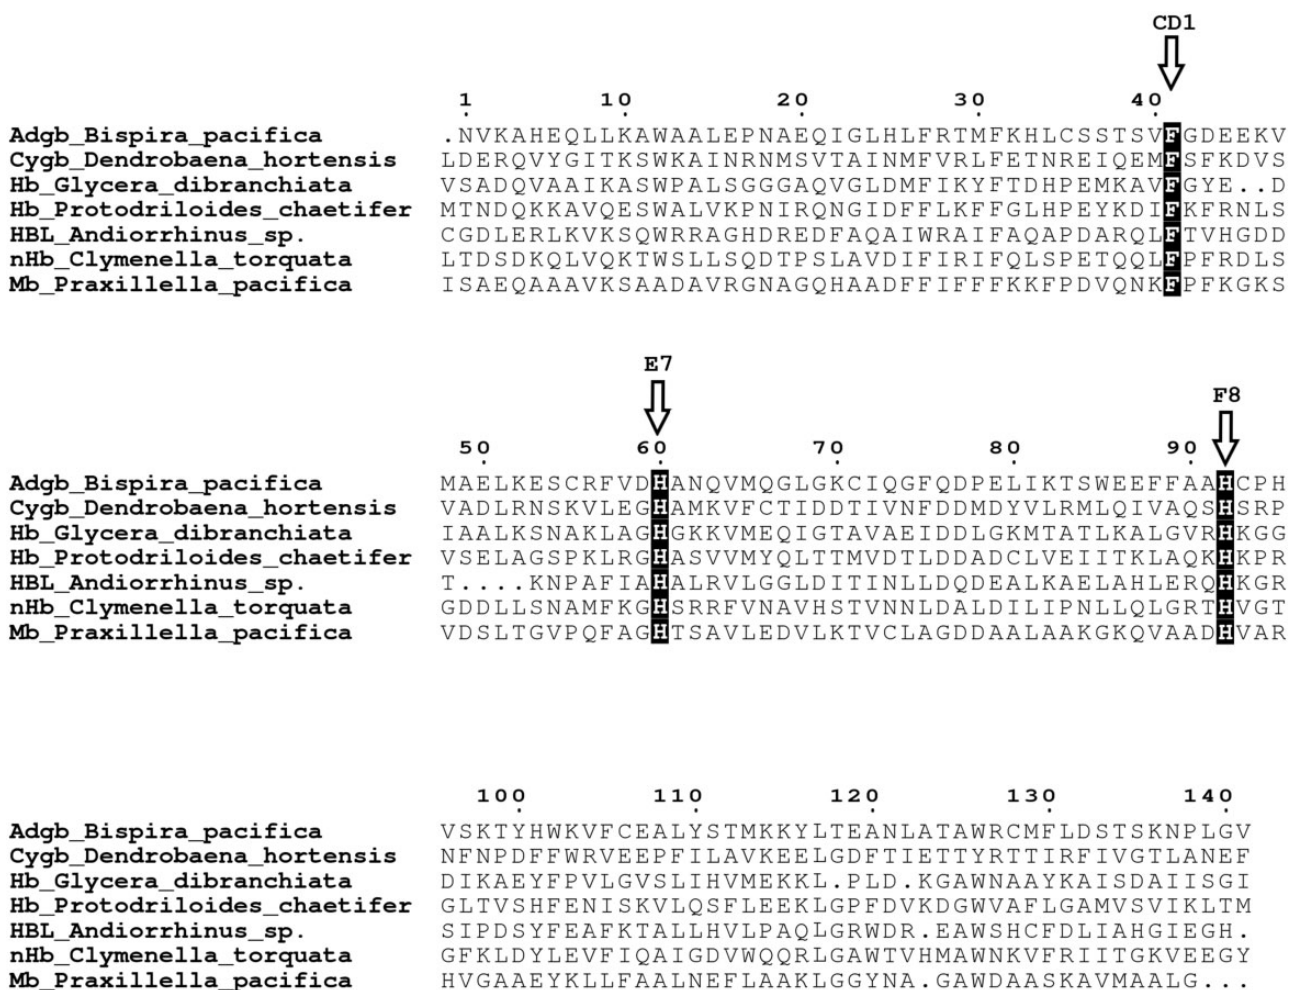 CD1
1 10 20 30 40
Adgb_Bispira_pacifica .NVKAHEQLLKAWAALEPNAEQIGLHLFRTMFKHLCSSTSVFGDEEKV
Cygb_Dendrobaena_hortensis LDERQVYGITKSWKAINRNMSVTAINMFVRLFETNREIQEMFSFKDVS
Hb_Glycera_dibranchiata VSADQVAAIKASWPALSGGGAQVGLDMFIKYFTDHPEMKAVFGYE..D
Hb_Protodriloides_chaetifer MTNDQKKAVQESWALVKPNIRQNGIDFFLKFFGLHPEYKDIFKFRNLS
HBL_Andiorrhinus_sp. CGDLERLKVKSQWRRAGHDREDFAQAIWRAIFAQAPDARQLFTVHGDD
nHb_Clymenella_torquata LTDSDKQLVQKTWSLLSQDTPSLAVDIFIRIFQLSPETQQLFPFRDLS
Mb_Praxillella_pacifica ISAEQAAAVKSAADAVRGNAGQHAADFFIFFFKKFPDVQNKFPFKGKS
E7
F8
50 60 70 80 90
Adgb_Bispira_pacifica MAELKESCRFVDHANQVMQGLGKCIQGFQDPELIKTSWEEFFAAHCPH
Cygb_Dendrobaena_hortensis VADLRNSKVLEGHAMKVFCTIDDTIVNFDDMDYVLRMLQIVAQSHSRP
Hb_Glycera_dibranchiata IAALKSNAKLAGHGKKVMEQIGTAVAEIDDLGKMTATLKALGVRHKGG
Hb_Protodriloides_chaetifer VSELAGSPKLRGHASVVMYQLTTMVDTLDDADCLVEIITKLAQKHKPR
HBL_Andiorrhinus_sp. T....KNPAFIAHALRVLGGLDITINLLDQDEALKAELAHLERQHKGR
nHb_Clymenella_torquata GDDLLSNAMFKGHSRRFVNAVHSTVNNLDALDILIPNLLQLGRTHVGT
Mb_Praxillella_pacifica VDSLTGVPQFAGHTSAVLEDVLKTVCLAGDDAALAAKGKQVAADHVAR
100 110 120 130 140
Adgb_Bispira_pacifica VSKTYHWKVFCEALYSTMKKYLTEANLATAWRCMFLDSTSKNPLGV
Cygb_Dendrobaena_hortensis NFNPDFFWRVEEPFILAVKEELGDFTIETTYRTTIRFIVGTLANEF
Hb_Glycera_dibranchiata DIKAEYFPVLGVSLIHVMEKKL.PLD.KGAWNAAYKAISDAIISGI
Hb_Protodriloides_chaetifer GLTVSHFENISKVLQSFLEEKLGPFDVKDGWVAFLGAMVSVIKLTM
HBL_Andiorrhinus_sp. SIPDSYFEAFKTALLHVLPAQLGRWDR.EAWSHCFDLIAHGIEGH.
nHb_Clymenella_torquata GFKLDYLEVFIQAIGDVWQQRLGAWTVHMAWNKVFRIITGKVEEGY
Mb_Praxillella_pacifica HVGAAEYKLLFAALNEFLAAKLGGYNA.GAWDAASKAVMAALG...